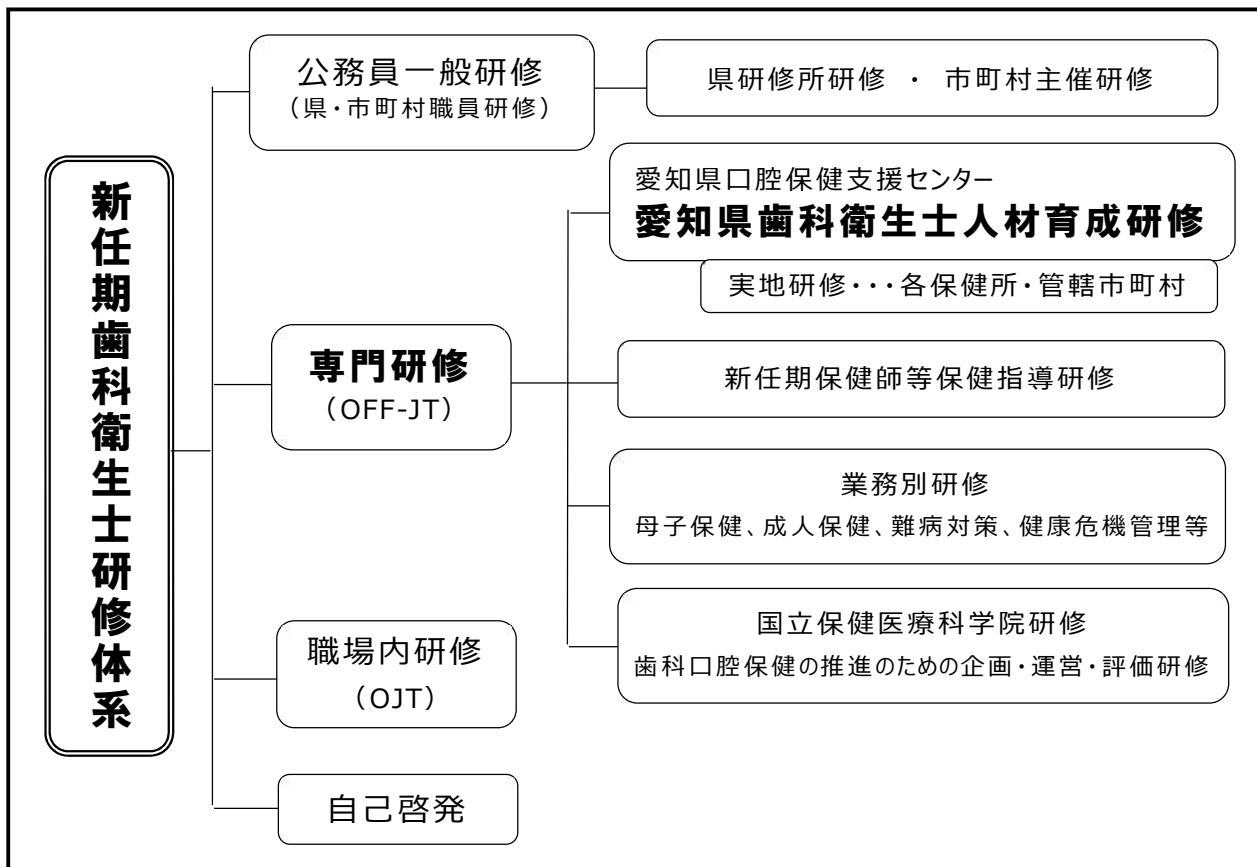 新任期歯科衛生士研修体系
公務員一般研修
（県・市町村職員研修）
県研修所研修 ・ 市町村主催研修
専門研修
（OFF-JT）
愛知県口腔保健支援センター
愛知県歯科衛生士人材育成研修
実地研修・・・各保健所・管轄市町村
新任期保健師等保健指導研修
業務別研修
母子保健、成人保健、難病対策、健康危機管理等
国立保健医療科学院研修
歯科口腔保健の推進のための企画・運営・評価研修
職場内研修
（OJT）
自己啓発